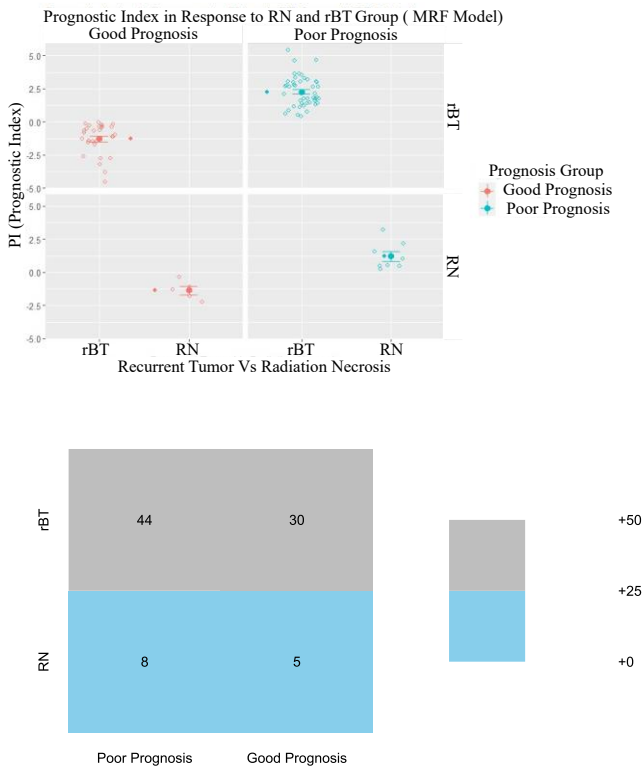 Prognostic Index in Response to RN and rBT Group ( MRF Model)
Good Prognosis
Poor Prognosis
PI (Prognostic Index)
5.0
2.5
0.0
-2.5
-5.0
rBT
5.0
2.5
0.0
-2.5
-5.0
RN
rBT
RN
rBT
RN
Recurrent Tumor Vs Radiation Necrosis
Prognosis Group
Good Prognosis
Poor Prognosis
rBT
44
30
RN
8
5
Poor Prognosis
Good Prognosis
+50
+25
+0